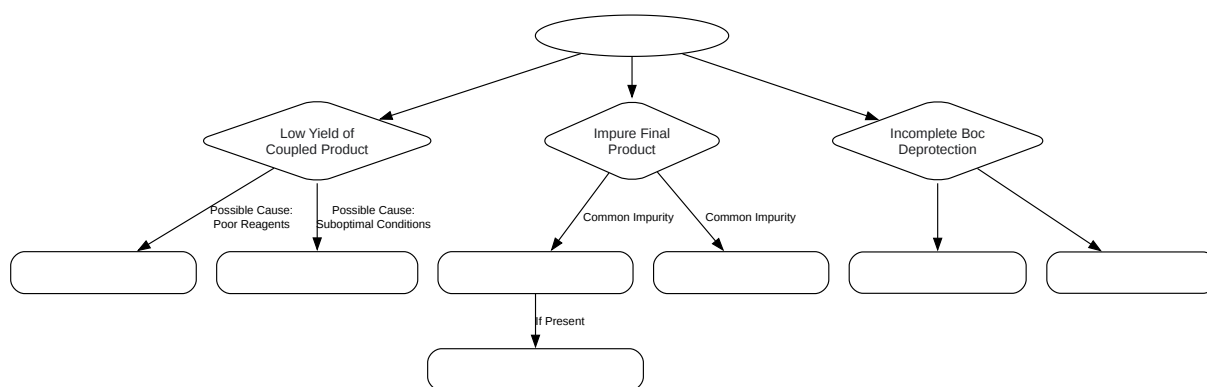 Low Yield of
Coupled Product
Impure Final
Product
Incomplete Boc
Deprotection
Possible Cause:
Poor Reagents
Possible Cause:
Suboptimal Conditions
Common Impurity
Common Impurity
If Present